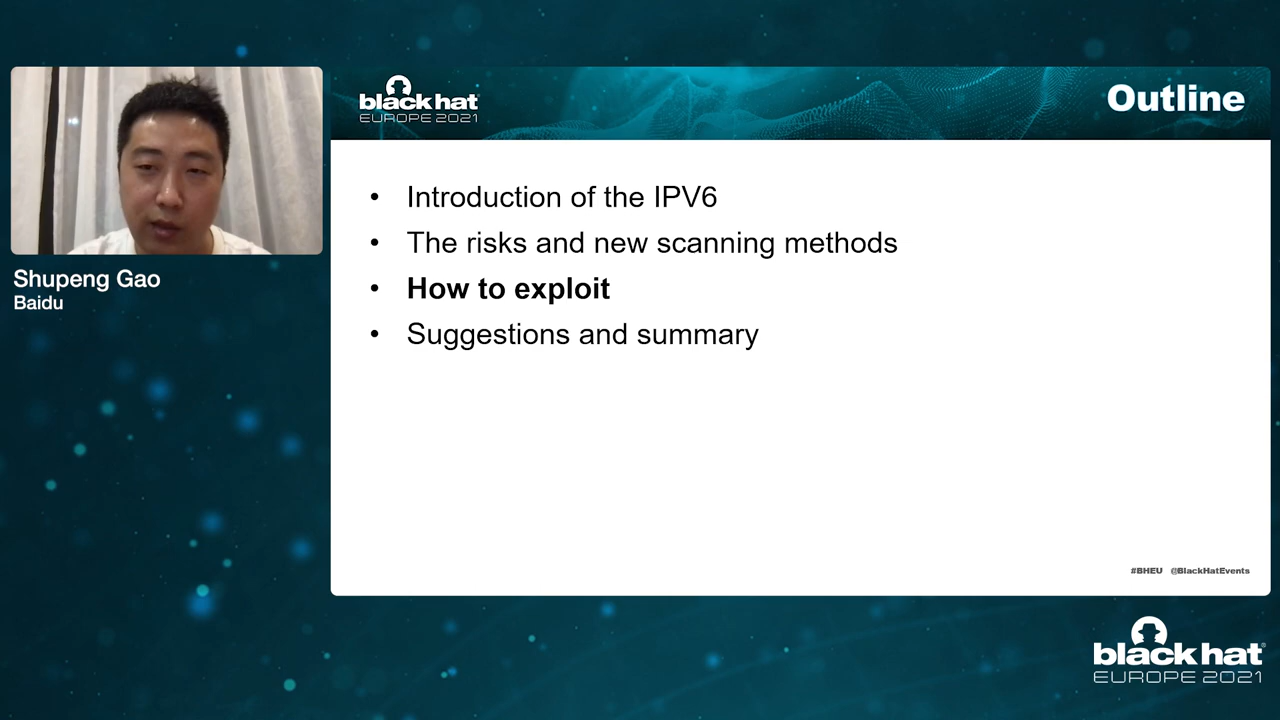 black hat
EUROPE 2021
Outline
Shupeng Gao
Baidu
• Introduction of the IPV6
• The risks and new scanning methods
• How to exploit
• Suggestions and summary
#BHEU @BlackHatEvents
black hat®
EUROPE 2021